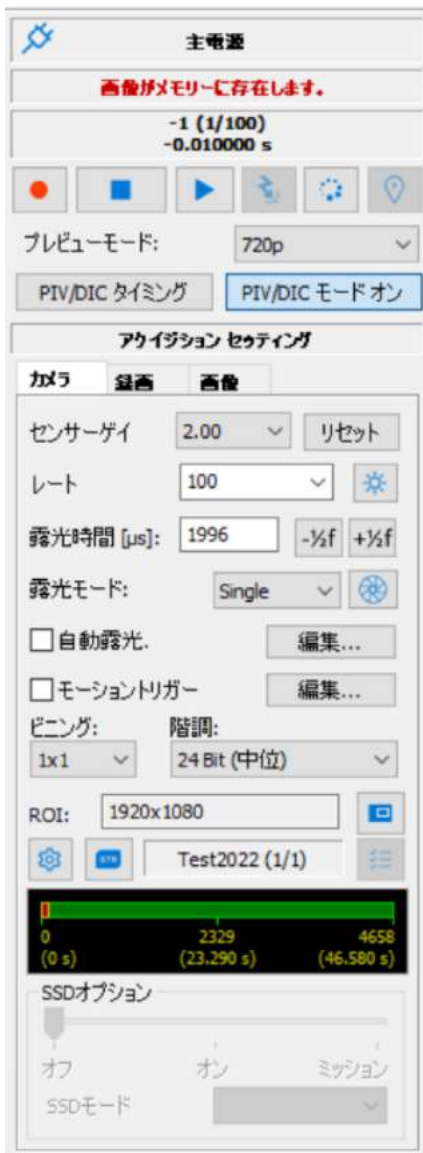 主電源
画像がメモリーに存在します。
-1 (1/100)
-0.010000 s
プレビューモード: 720p
PIV/DIC タイミング PIV/DIC モード オン
アクイジション セッティング
カメラ 録画 画像
センサーゲイ 2.00 リセット
レート 100
露光時間 [µs]: 1996 -½f +½f
露光モード: Single
自動露光. 編集...
モーショントリガー 編集...
ビニング: 階調:
1x1 24 Bit (中位)
ROI: 1920x1080
Test2022 (1/1)
0 2329 4658
(0 s) (23.290 s) (46.580 s)
SSDオプション
オフ オン ミッション
SSDモード